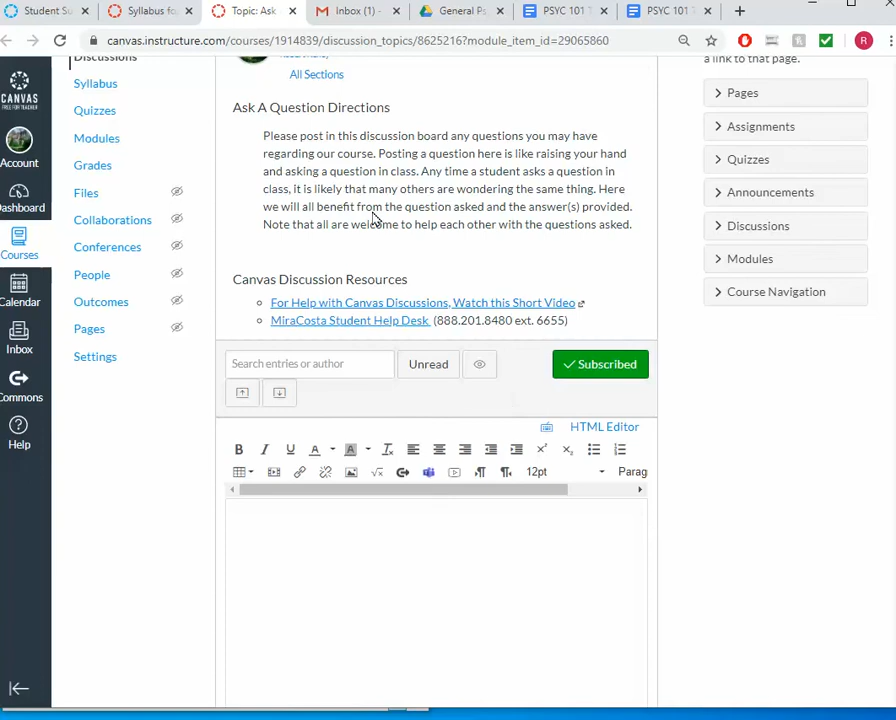 Student Su
Syllabus fo
Topic: Ask
Inbox (1) -
General Ps
PSYC 101 T
PSYC 101 T
canvas.instructure.com/courses/1914839/discussion_topics/8625216?module_item_id=29065860
R
CANVAS
FREE FOR TEACHER
Account
Dashboard
Courses
Calendar
Inbox
Commons
Help
Discussions
Syllabus
Quizzes
Modules
Grades
Files
Collaborations
Conferences
People
Outcomes
Pages
Settings
All Sections
Ask A Question Directions
Please post in this discussion board any questions you may have
regarding our course. Posting a question here is like raising your hand
and asking a question in class. Any time a student asks a question in
class, it is likely that many others are wondering the same thing. Here
we will all benefit from the question asked and the answer(s) provided.
Note that all are welcome to help each other with the questions asked.
Canvas Discussion Resources
For Help with Canvas Discussions, Watch this Short Video
MiraCosta Student Help Desk (888.201.8480 ext. 6655)
Search entries or author
Unread
Subscribed
HTML Editor
B I U A A
12pt
Parag
a link to that page.
Pages
Assignments
Quizzes
Announcements
Discussions
Modules
Course Navigation